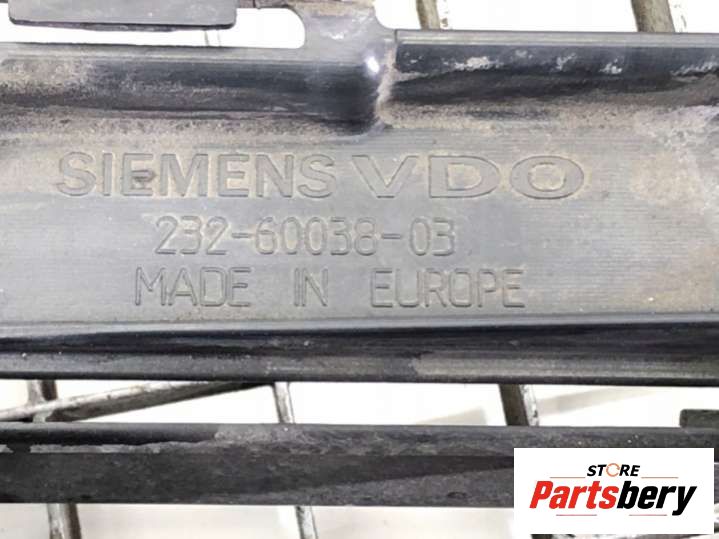 SIEMENS VDO
232-60038-03
MADE IN EUROPE
STORE
Partsbery